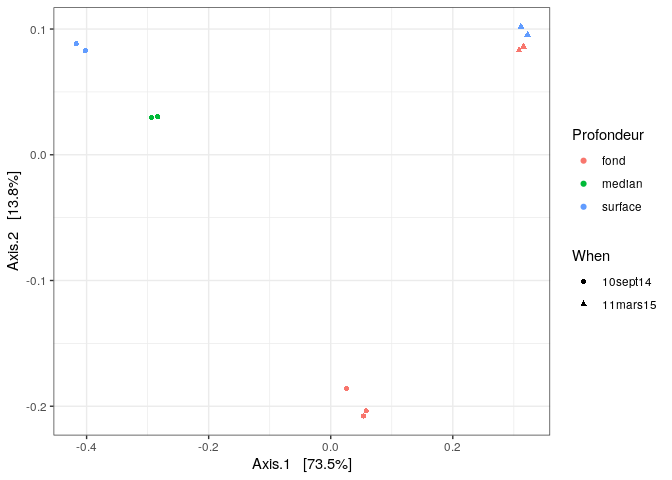 0.1
0.0
-0.1
-0.2
Axis.2 [13.8%]
-0.4
-0.2
0.0
0.2
Axis.1 [73.5%]
Profondeur
fond
median
surface
When
10sept14
11mars15